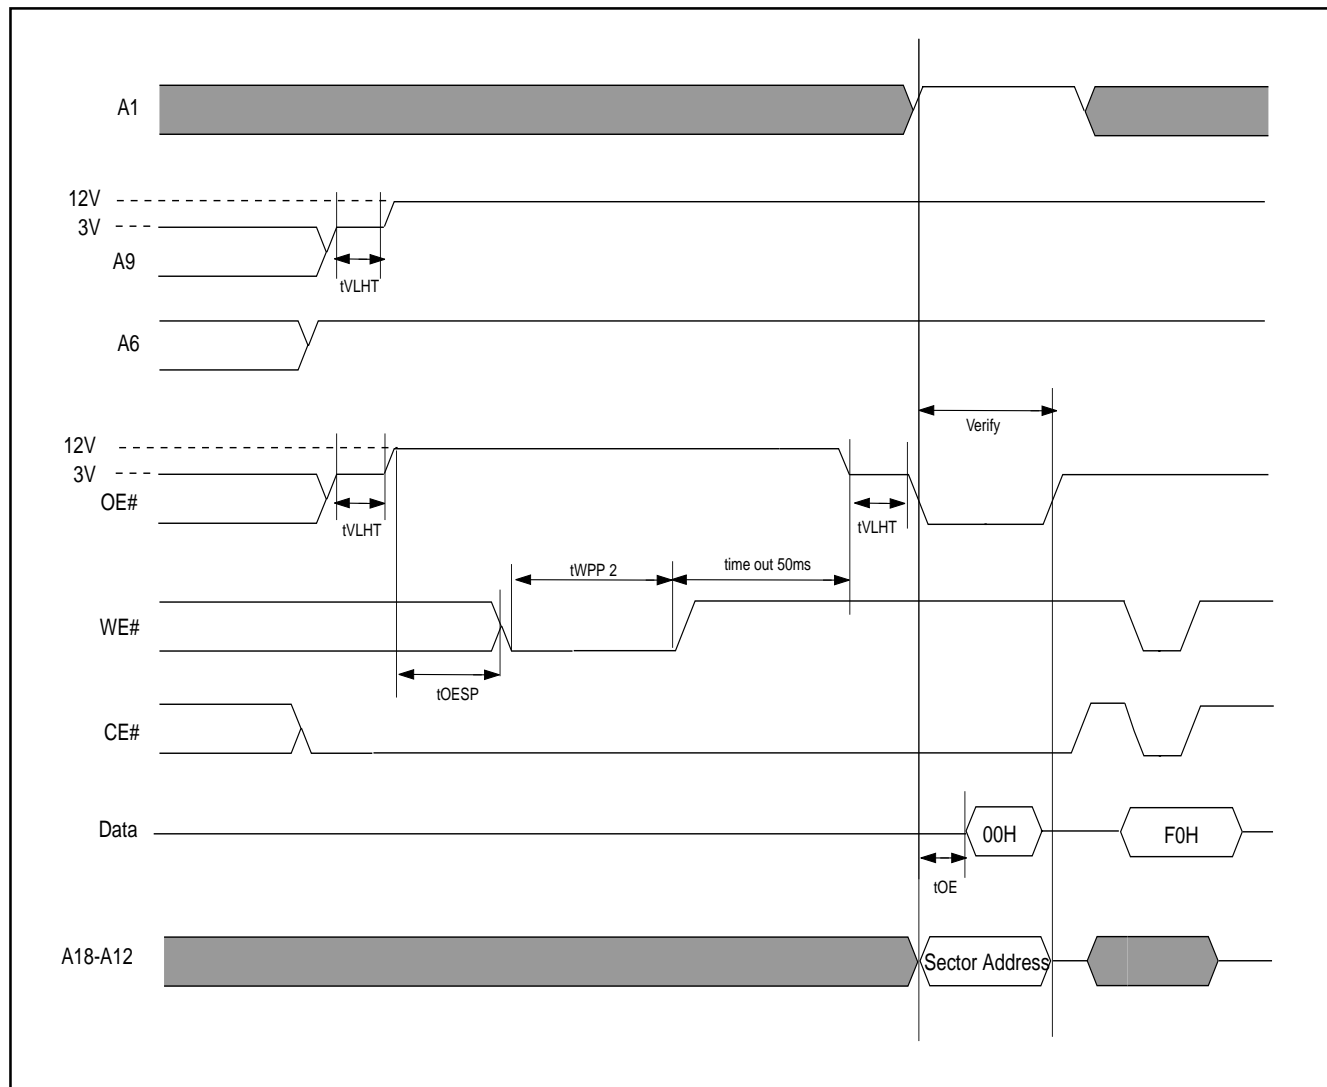 A1
12V
3V
A9
tVLHT
A6
Verify
12V
3V
OE#
tVLHT
tVLHT
tWPP 2
time out 50ms
WE#
tOESP
CE#
Data
00H
F0H
tOE
A18-A12
Sector Address